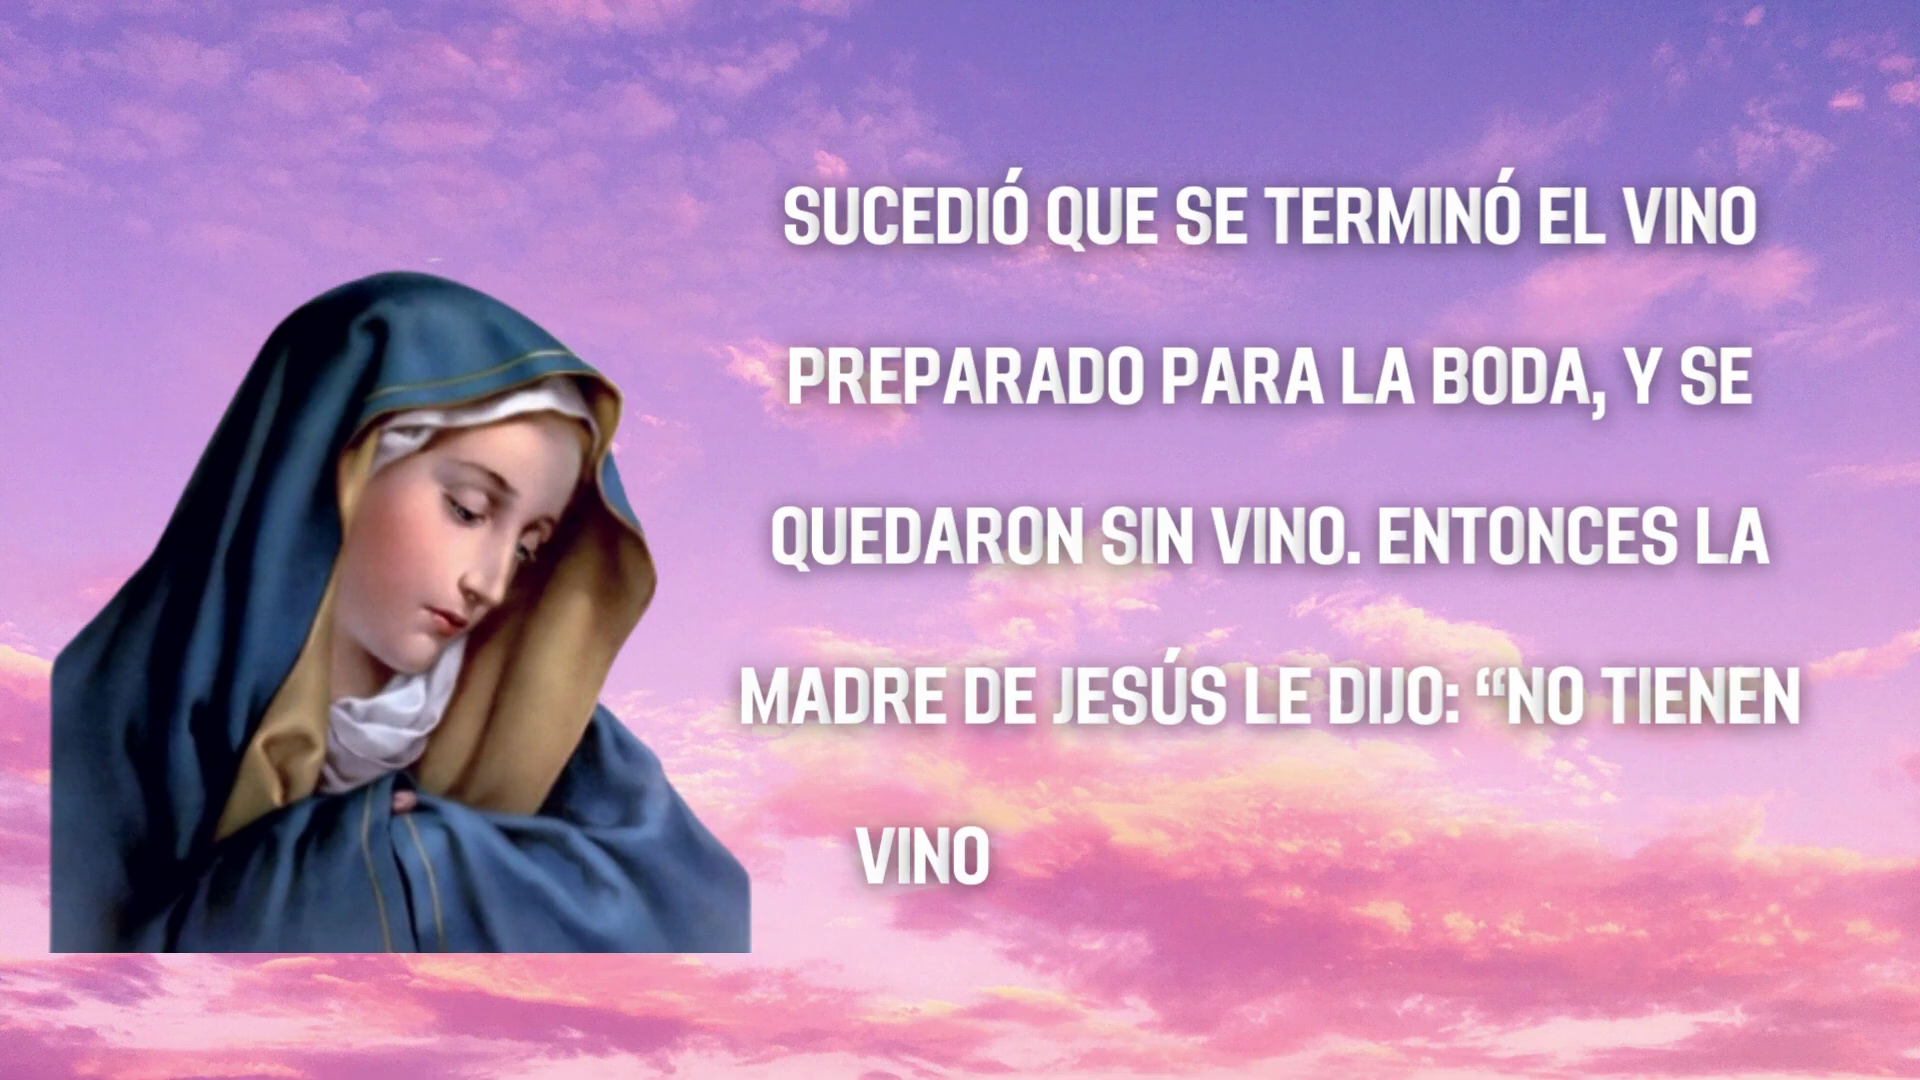 SUCEDIÓ QUE SE TERMINÓ EL VINO
PREPARADO PARA LA BODA, Y SE
QUEDARON SIN VINO. ENTONCES LA
MADRE DE JESÚS LE DIJO: “NO TIENEN
VINO